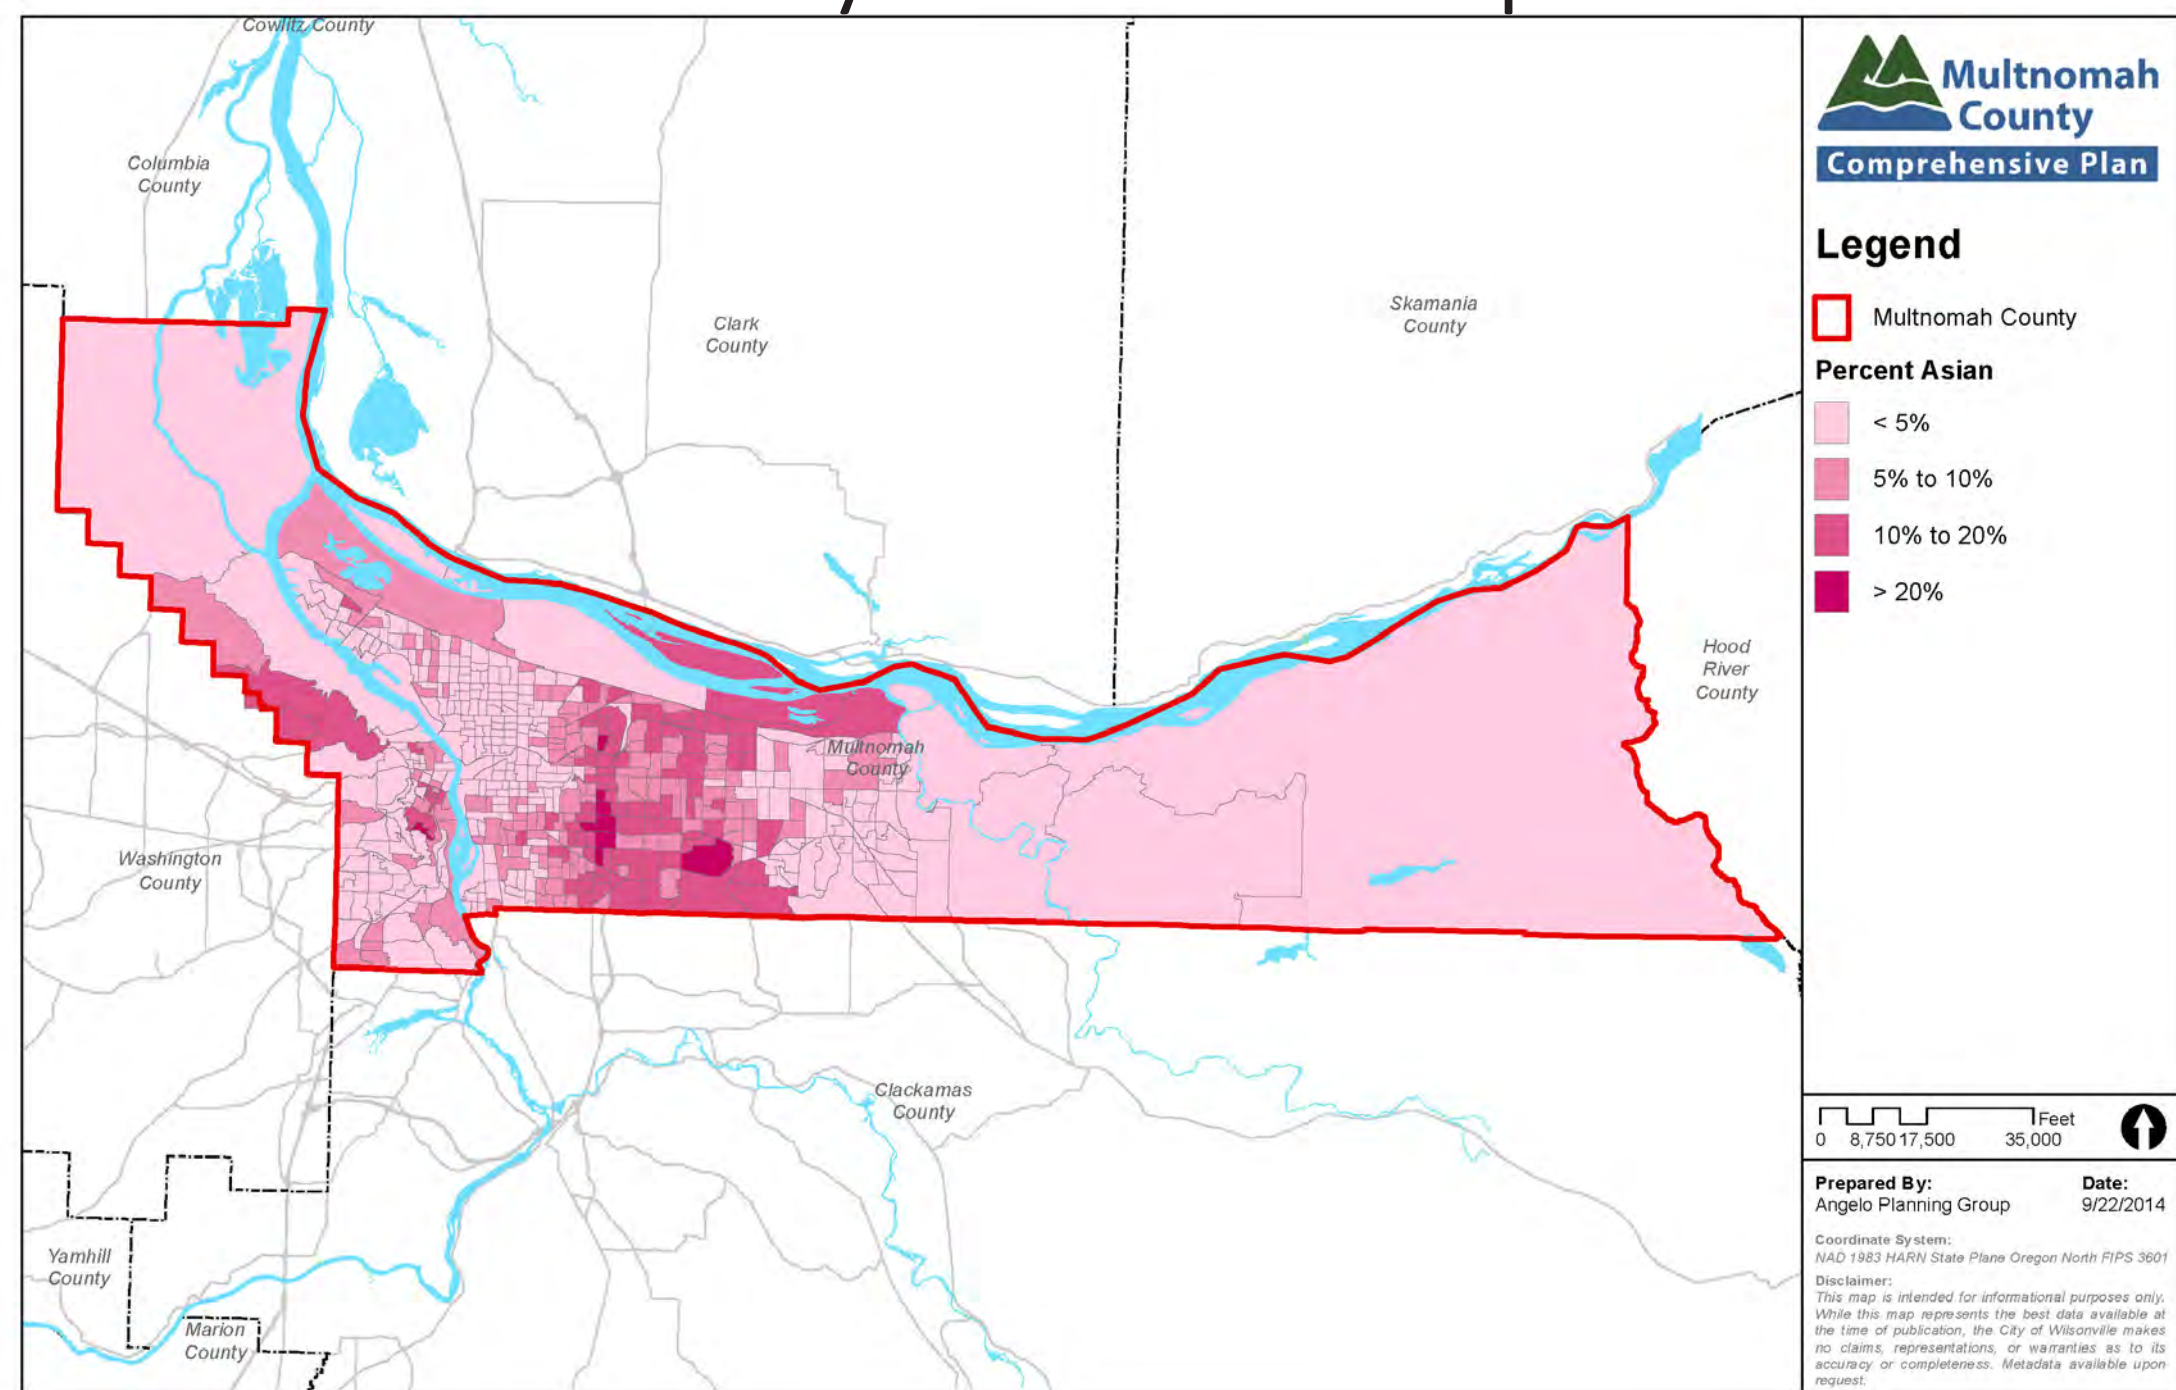 Cowlitz County
Columbia
County
Clark
County
Skamania
County
Hood
River
County
Multnomah
County
Washington
County
Clackamas
County
Yamhill
County
Marion
County
Multnomah
County
Comprehensive Plan
Legend
Multnomah County
Percent Asian
< 5%
5% to 10%
10% to 20%
> 20%
Feet
0 8,750 17,500 35,000
Prepared By: Date:
Angelo Planning Group 9/22/2014
Coordinate System:
NAD 1983 HARN State Plane Oregon North FIPS 3601
Disclaimer:
This map is intended for informational purposes only.
While this map represents the best data available at
the time of publication, the City of Wilsonville makes
no claims, representations, or warranties as to its
accuracy or completeness. Metadata available upon
request.